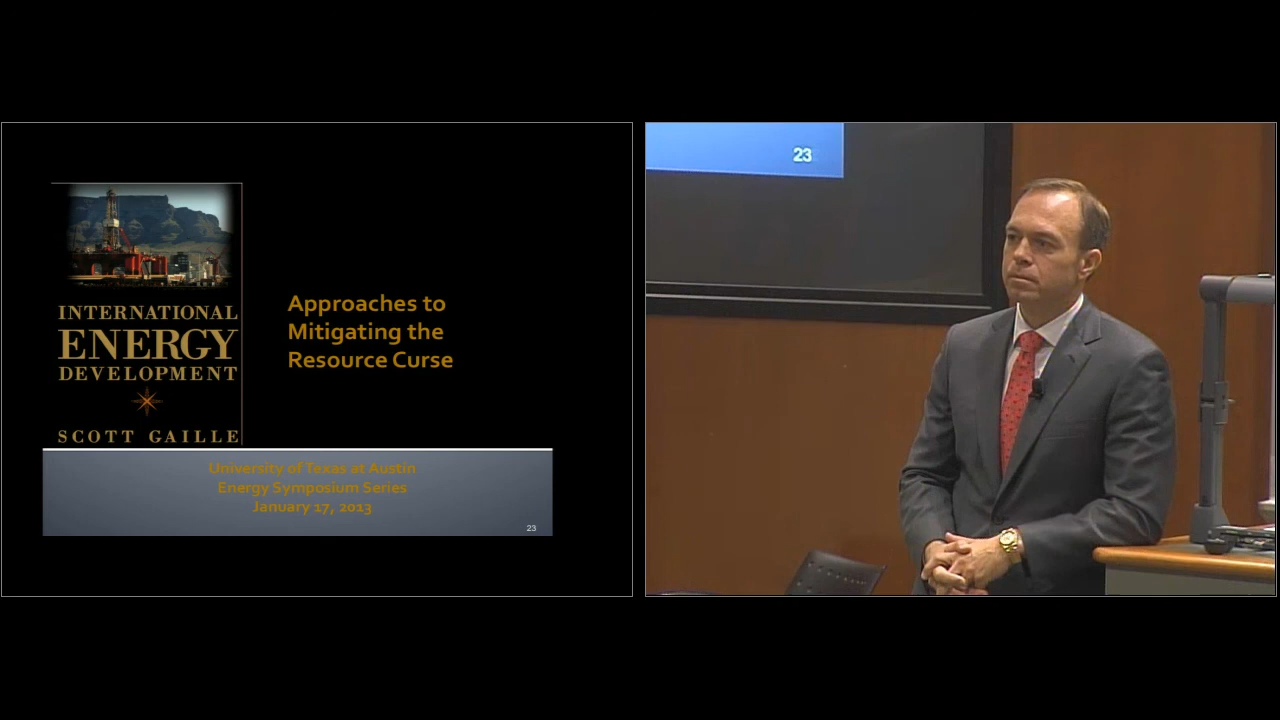 INTERNATIONAL
ENERGY
DEVELOPMENT
SCOTT GAILLE
Approaches to
Mitigating the
Resource Curse
University of Texas at Austin
Energy Symposium Series
January 17, 2013
23
23